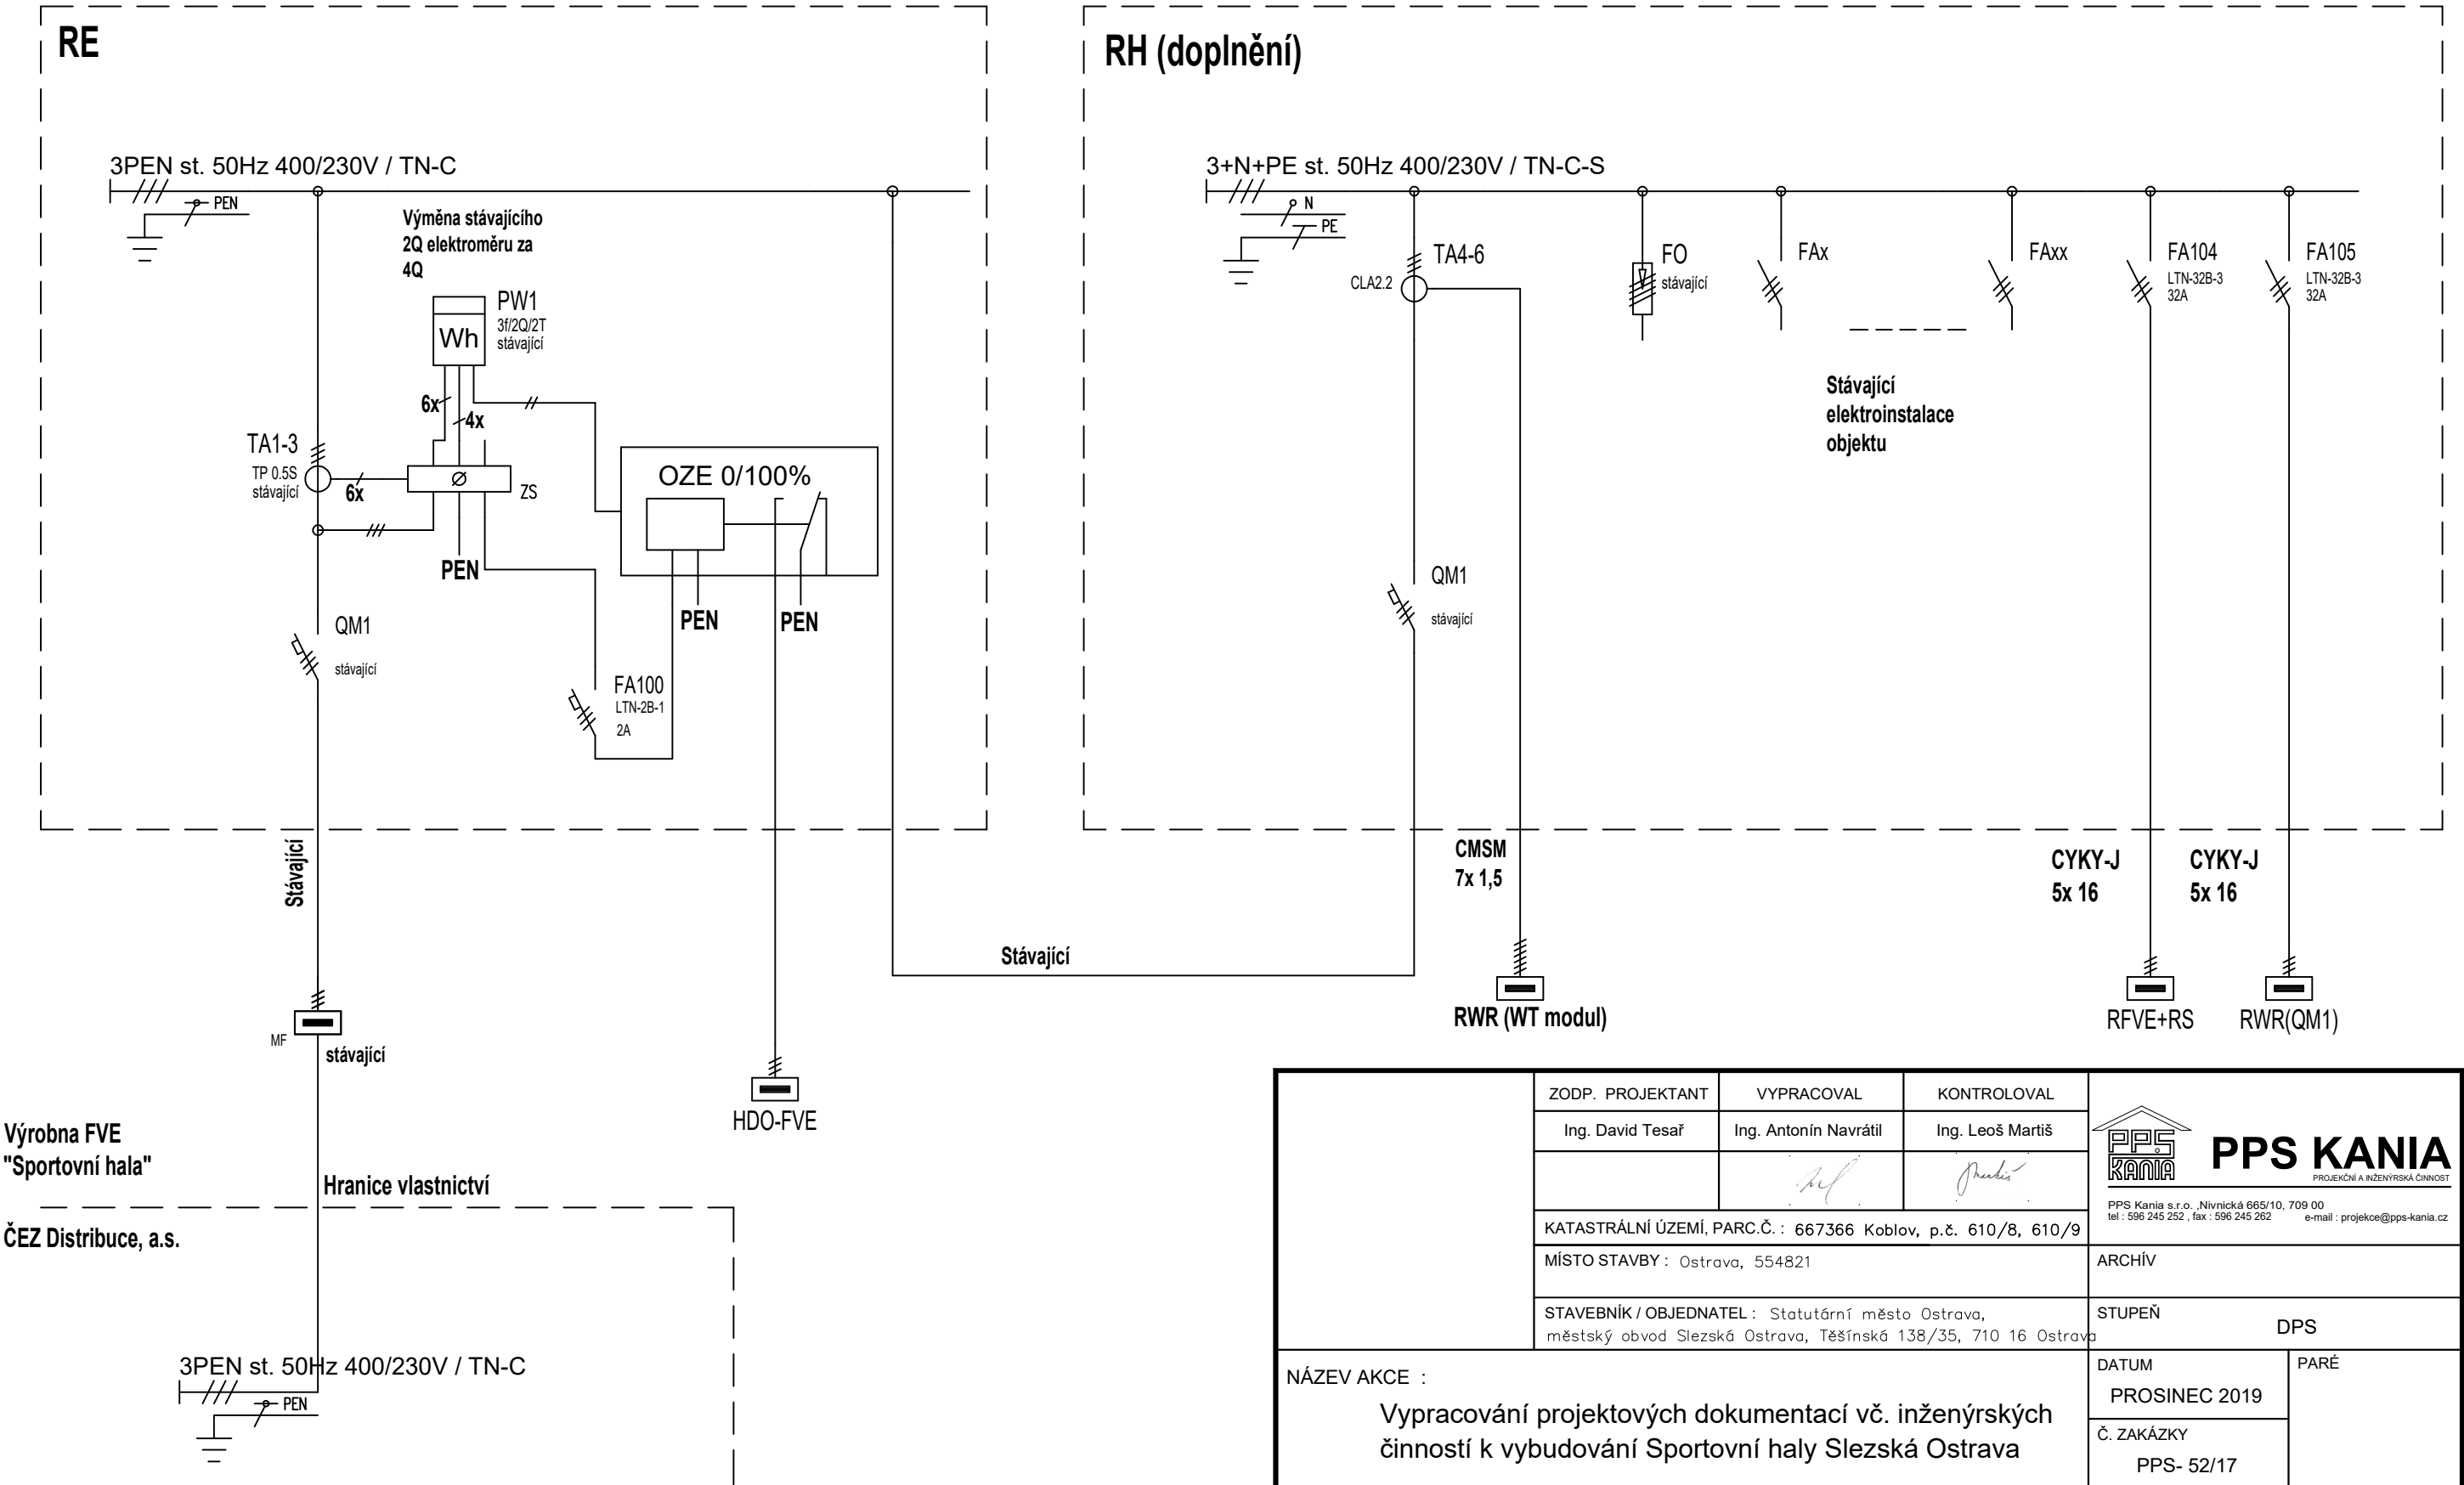 RE
3PEN st. 50Hz 400/230V / TN-C
PEN
Výměna stávajícího
2Q elektroměru za
4Q
PW1
3f/2Q/2T
stávající
Wh
6x
4x
TA1-3
TP 0.5S
stávající
6x
ZS
PEN
OZE 0/100%
PEN
PEN
QM1
stávající
FA100
LTN-2B-1
2A
Stávající
MF
stávající
HDO-FVE
Výrobna FVE
"Sportovní hala"
Hranice vlastnictví
ČEZ Distribuce, a.s.
3PEN st. 50Hz 400/230V / TN-C
PEN
RH (doplnění)
3+N+PE st. 50Hz 400/230V / TN-C-S
N
PE
TA4-6
CLA2.2
FO
stávající
FAx
FAxx
FA104
LTN-32B-3
32A
FA105
LTN-32B-3
32A
Stávající
elektroinstalace
objektu
QM1
stávající
Stávající
CMSM
7x 1,5
RWR (WT modul)
CYKY-J
5x 16
CYKY-J
5x 16
RFVE+RS
RWR(QM1)
ZODP. PROJEKTANT
VYPRACOVAL
KONTROLOVAL
Ing. David Tesař
Ing. Antonín Navrátil
Ing. Leoš Martiš
PPS
KANIA
PPS KANIA
PROJEKČNÍ A INŽENÝRSKÁ ČINNOST
PPS Kania s.r.o. ,Nivnická 665/10, 709 00
tel : 596 245 252 , fax : 596 245 262
e-mail : projekce@pps-kania.cz
KATASTRÁLNÍ ÚZEMÍ, PARC.Č. : 667366 Koblov, p.č. 610/8, 610/9
MÍSTO STAVBY : Ostrava, 554821
ARCHÍV
STAVEBNÍK / OBJEDNATEL : Statutární město Ostrava,
městský obvod Slezská Ostrava, Těšínská 138/35, 710 16 Ostrava
STUPEŇ
DPS
NÁZEV AKCE :
Vypracování projektových dokumentací vč. inženýrských
činností k vybudování Sportovní haly Slezská Ostrava
DATUM
PROSINEC 2019
PARÉ
Č. ZAKÁZKY
PPS- 52/17